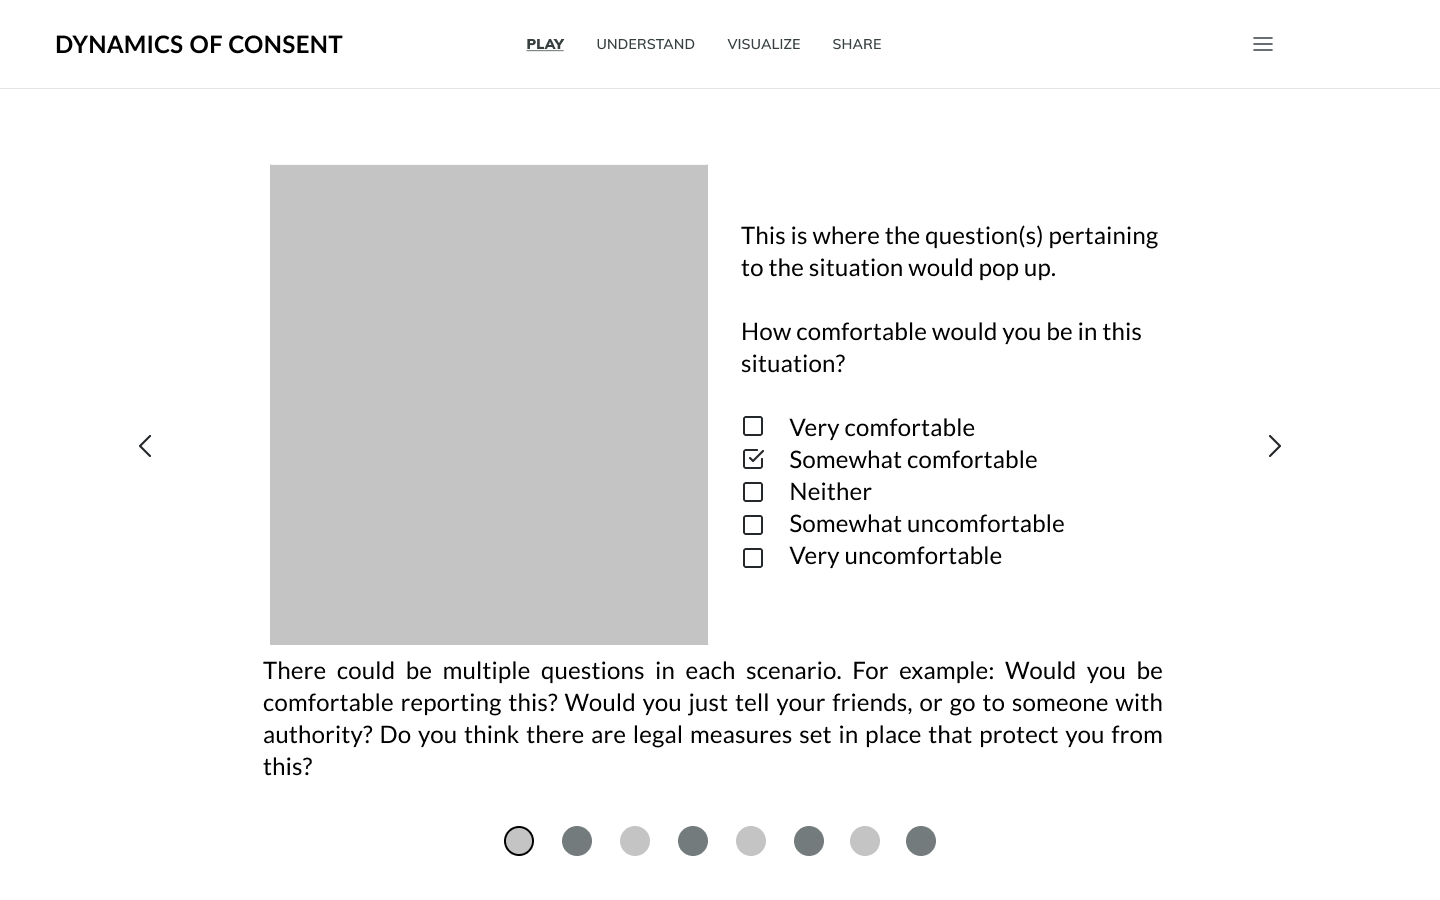 DYNAMICS OF CONSENT
PLAY
UNDERSTAND
VISUALIZE
SHARE
This is where the question(s) pertaining
to the situation would pop up.
How comfortable would you be in this
situation?
Very comfortable
Somewhat comfortable
Neither
Somewhat uncomfortable
Very uncomfortable
There could be multiple questions in each scenario. For example: Would you be
comfortable reporting this? Would you just tell your friends, or go to someone with
authority? Do you think there are legal measures set in place that protect you from
this?